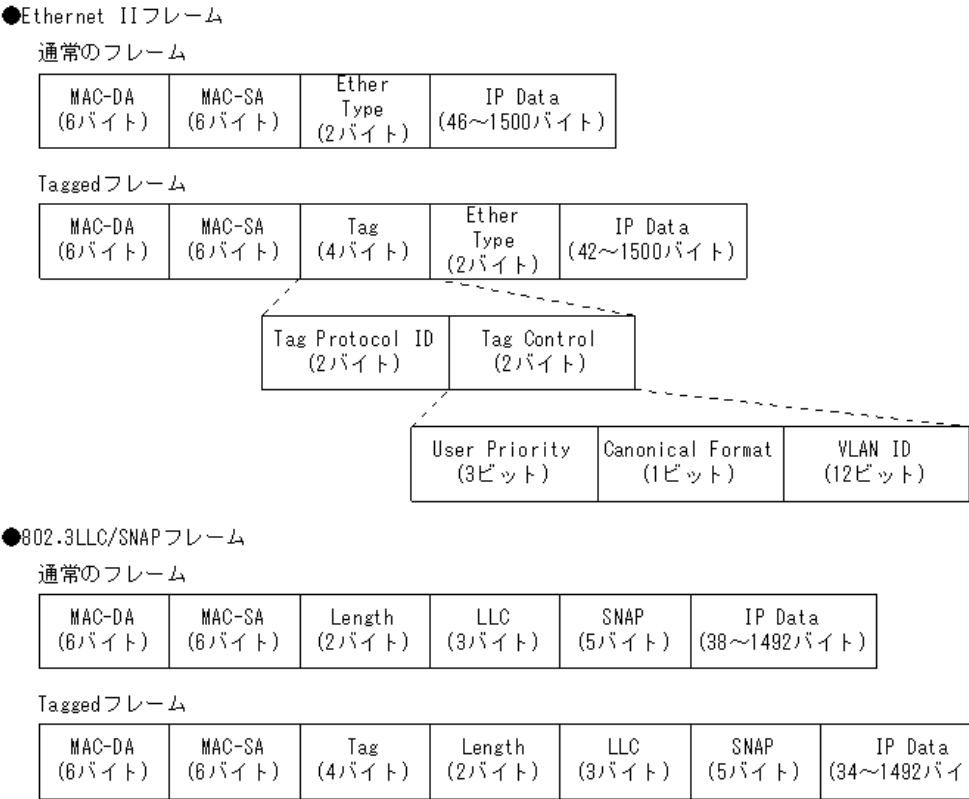 ●Ethernet IIフレーム
通常のフレーム
MAC-DA
(6バイト)
MAC-SA
(6バイト)
Ether
Type
(2バイト)
IP Data
(46～1500バイト)
Taggedフレーム
MAC-DA
(6バイト)
MAC-SA
(6バイト)
Tag
(4バイト)
Ether
Type
(2バイト)
IP Data
(42～1500バイト)
Tag Protocol ID
(2バイト)
Tag Control
(2バイト)
User Priority
(3ビット)
Canonical Format
(1ビット)
VLAN ID
(12ビット)
●802.3LLC/SNAPフレーム
通常のフレーム
MAC-DA
(6バイト)
MAC-SA
(6バイト)
Length
(2バイト)
LLC
(3バイト)
SNAP
(5バイト)
IP Data
(38～1492バイト)
Taggedフレーム
MAC-DA
(6バイト)
MAC-SA
(6バイト)
Tag
(4バイト)
Length
(2バイト)
LLC
(3バイト)
SNAP
(5バイト)
IP Data
(34～1492バイ